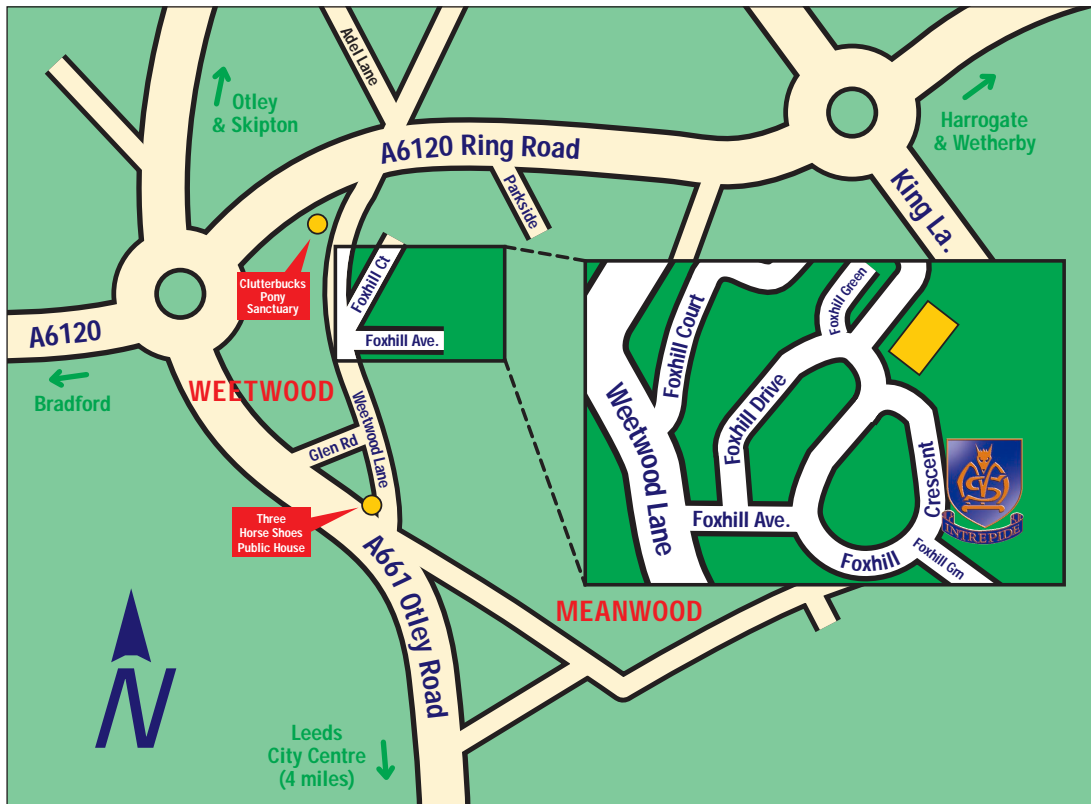 Adel Lane
Otley
& Skipton
A6120 Ring Road
Harrogate
& Wetherby
Parkside
King La.
Clutterbucks
Pony
Sanctuary
Foxhill Ct
Foxhill Ave.
A6120
Bradford
WEETWOOD
Weetwood Lane
Glen Rd
Three
Horse Shoes
Public House
A661 Otley Road
MEANWOOD
N
Leeds
City Centre
(4 miles)
Foxhill Green
Foxhill Court
Foxhill Drive
Weetwood Lane
Foxhill Ave.
Foxhill
Crescent
Foxhill Grn
INTREPIDE